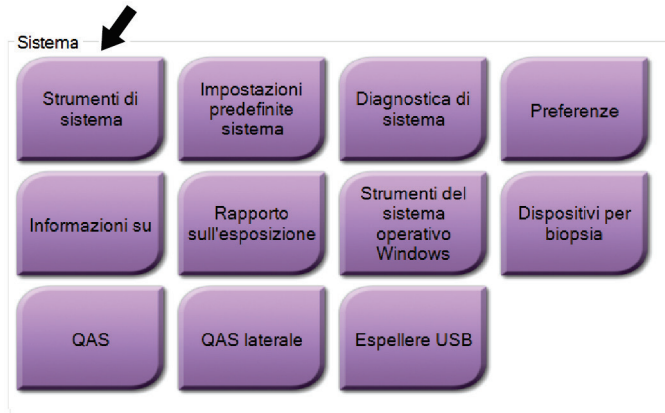 Sistema
Strumenti di
sistema
Impostazioni
predefinite
sistema
Diagnostica di
sistema
Preferenze
Informazioni su
Rapporto
sull'esposizione
Strumenti del
sistema
operativo
Windows
Dispositivi per
biopsia
QAS
QAS laterale
Espellere USB